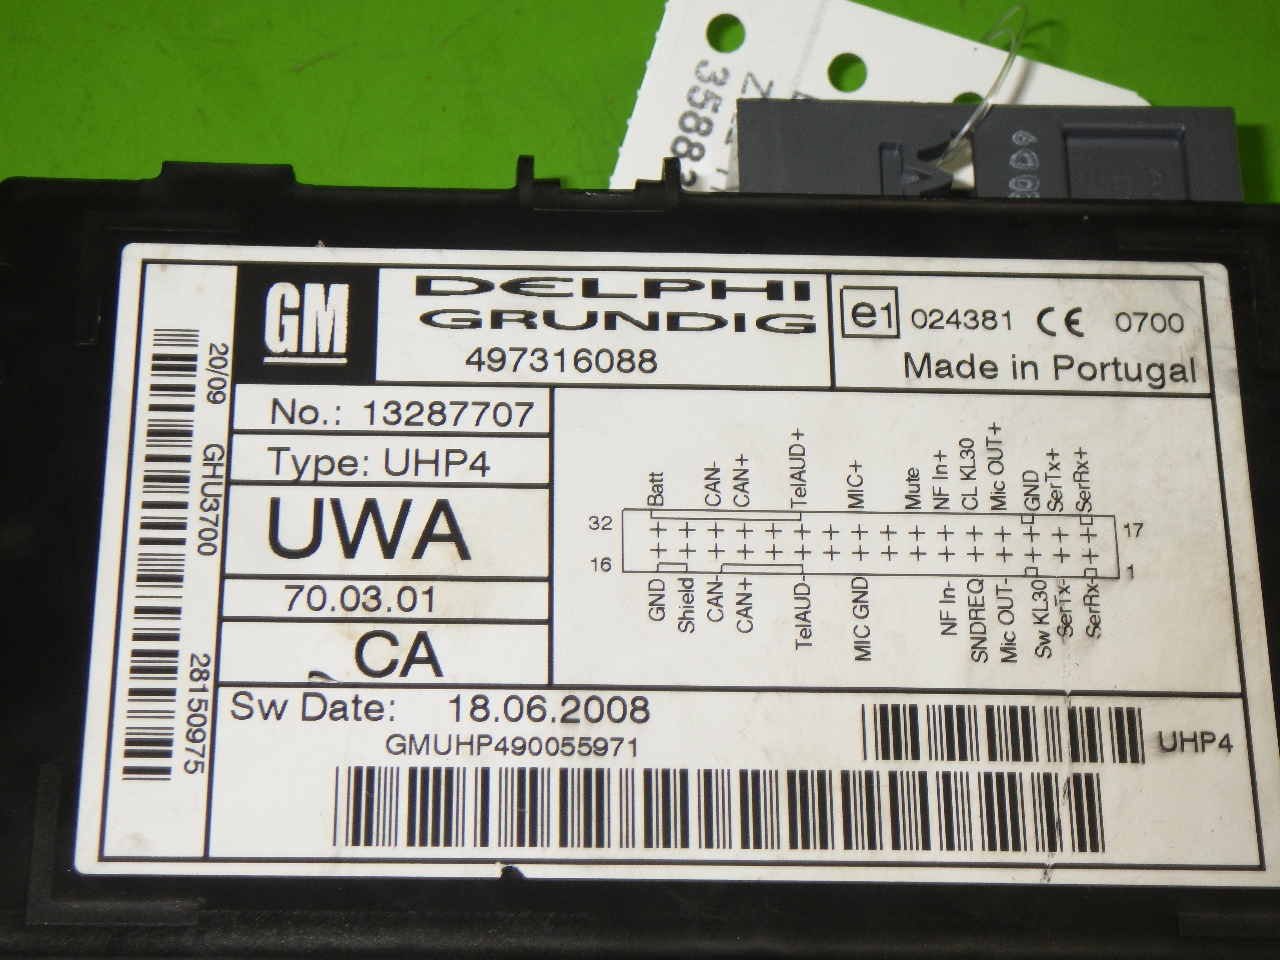 3588
GM
DELPHI
GRUNDIG
497316088
e1 024381 CE 0700
Made in Portugal
20/09 GHU3700 28150975
No.: 13287707
Type: UHP4
UWA
70.03.01
CA
Batt CAN- CAN+ TelAUD+ MIC+ Mute NF In+ CL KL30 Mic OUT+ GND SerTx+ SerRx+
32 17
16 1
GND Shield CAN- CAN+ TelAUD- MIC GND NF In- SNDREQ Mic OUT- Sw KL30 SerTx- SerRx-
Sw Date: 18.06.2008
GMUHP490055971
UHP4